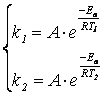 k₁ = A · e^(-Eₐ/RT₁)
k₂ = A · e^(-Eₐ/RT₂)